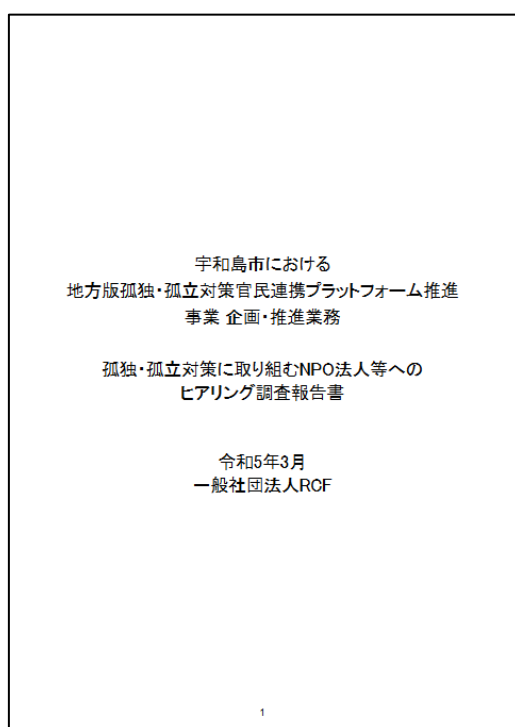 宇和島市における
地方版孤独・孤立対策官民連携プラットフォーム推進
事業 企画・推進業務
孤独・孤立対策に取り組むNPO法人等への
ヒアリング調査報告書
令和5年3月
一般社団法人RCF
1